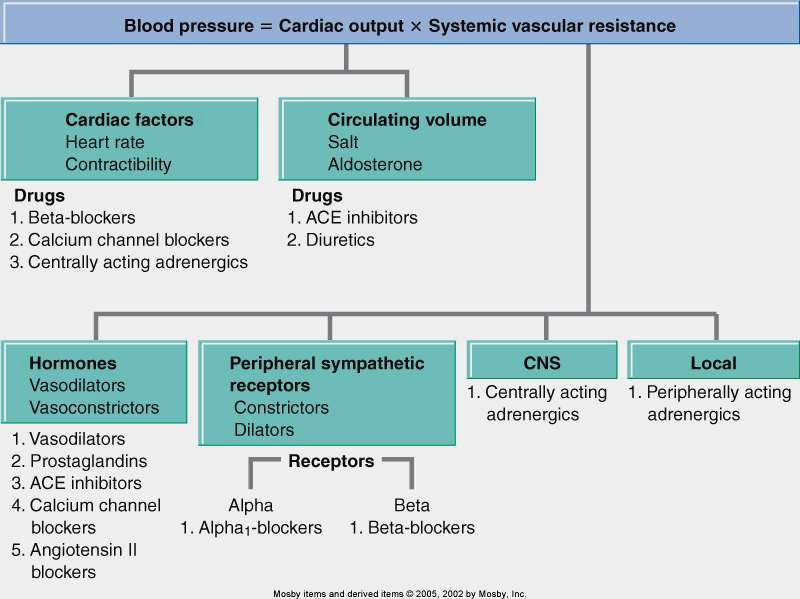 Blood pressure = Cardiac output × Systemic vascular resistance
Cardiac factors
Heart rate
Contractibility
Drugs
1. Beta-blockers
2. Calcium channel blockers
3. Centrally acting adrenergics
Circulating volume
Salt
Aldosterone
Drugs
1. ACE inhibitors
2. Diuretics
Hormones
Vasodilators
Vasoconstrictors
1. Vasodilators
2. Prostaglandins
3. ACE inhibitors
4. Calcium channel
blockers
5. Angiotensin II
blockers
Peripheral sympathetic
receptors
Constrictors
Dilators
Receptors
Alpha
1. Alpha₁-blockers
Beta
1. Beta-blockers
CNS
1. Centrally acting
adrenergics
Local
1. Peripherally acting
adrenergics
Mosby items and derived items © 2005, 2002 by Mosby, Inc.